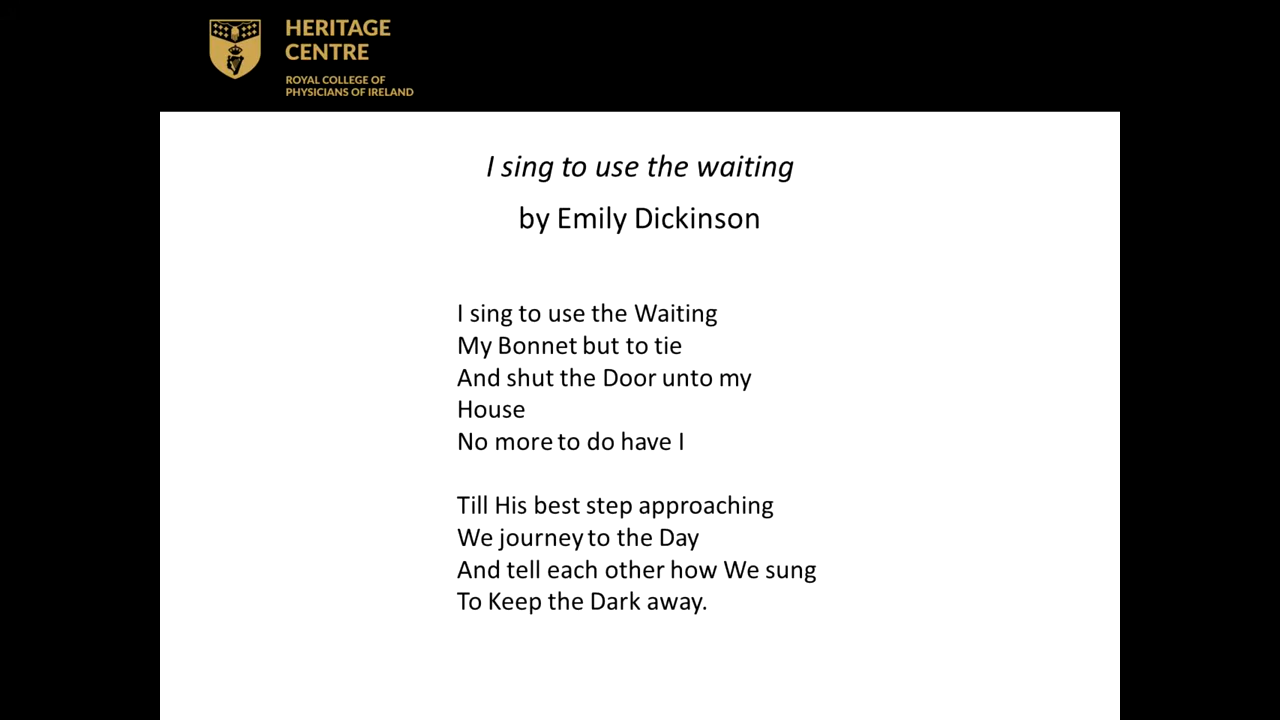 HERITAGE
CENTRE
ROYAL COLLEGE OF
PHYSICIANS OF IRELAND
I sing to use the waiting
by Emily Dickinson
I sing to use the Waiting
My Bonnet but to tie
And shut the Door unto my
House
No more to do have I
Till His best step approaching
We journey to the Day
And tell each other how We sung
To Keep the Dark away.